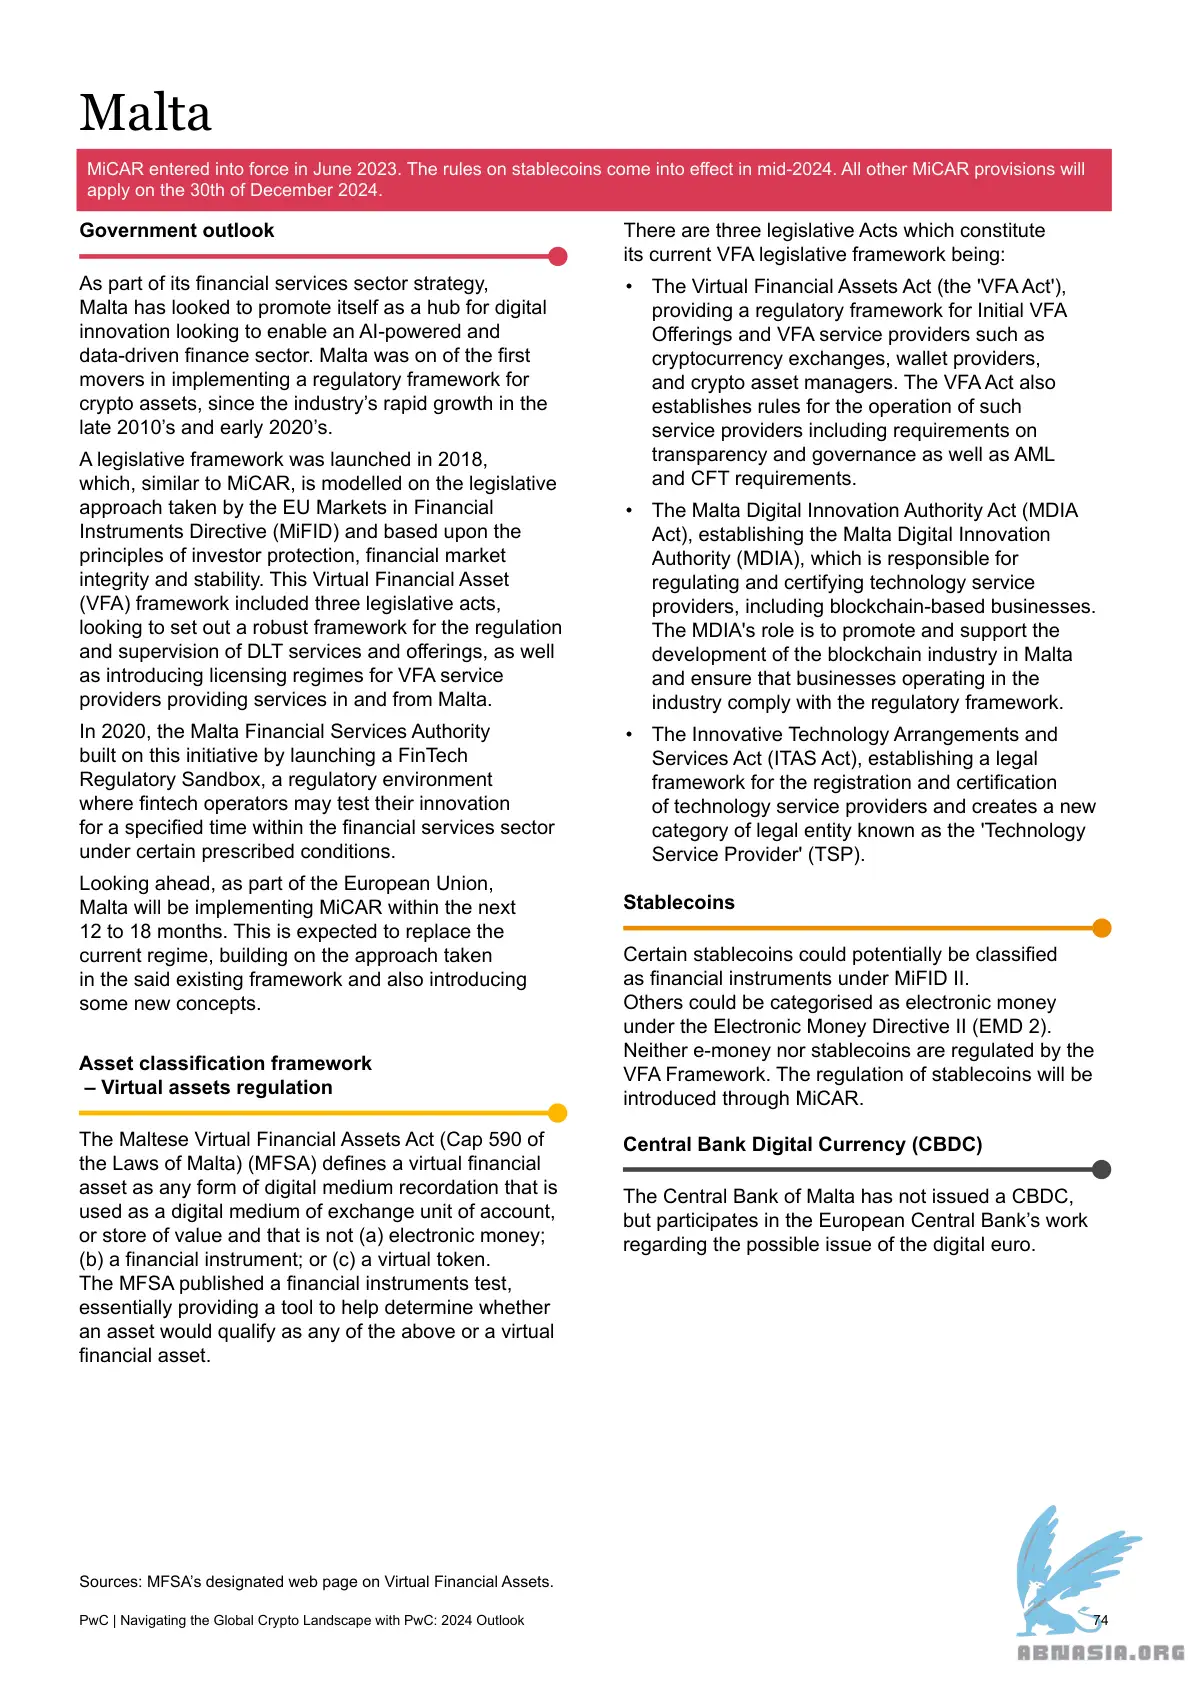 Malta
MiCAR entered into force in June 2023. The rules on stablecoins come into effect in mid-2024. All other MiCAR provisions will
apply on the 30th of December 2024.
Government outlook
As part of its financial services sector strategy,
Malta has looked to promote itself as a hub for digital
innovation looking to enable an AI-powered and
data-driven finance sector. Malta was on of the first
movers in implementing a regulatory framework for
crypto assets, since the industry’s rapid growth in the
late 2010’s and early 2020’s.
A legislative framework was launched in 2018,
which, similar to MiCAR, is modelled on the legislative
approach taken by the EU Markets in Financial
Instruments Directive (MiFID) and based upon the
principles of investor protection, financial market
integrity and stability. This Virtual Financial Asset
(VFA) framework included three legislative acts,
looking to set out a robust framework for the regulation
and supervision of DLT services and offerings, as well
as introducing licensing regimes for VFA service
providers providing services in and from Malta.
In 2020, the Malta Financial Services Authority
built on this initiative by launching a FinTech
Regulatory Sandbox, a regulatory environment
where fintech operators may test their innovation
for a specified time within the financial services sector
under certain prescribed conditions.
Looking ahead, as part of the European Union,
Malta will be implementing MiCAR within the next
12 to 18 months. This is expected to replace the
current regime, building on the approach taken
in the said existing framework and also introducing
some new concepts.
Asset classification framework
– Virtual assets regulation
The Maltese Virtual Financial Assets Act (Cap 590 of
the Laws of Malta) (MFSA) defines a virtual financial
asset as any form of digital medium recordation that is
used as a digital medium of exchange unit of account,
or store of value and that is not (a) electronic money;
(b) a financial instrument; or (c) a virtual token.
The MFSA published a financial instruments test,
essentially providing a tool to help determine whether
an asset would qualify as any of the above or a virtual
financial asset.
There are three legislative Acts which constitute
its current VFA legislative framework being:
• The Virtual Financial Assets Act (the 'VFA Act'),
providing a regulatory framework for Initial VFA
Offerings and VFA service providers such as
cryptocurrency exchanges, wallet providers,
and crypto asset managers. The VFA Act also
establishes rules for the operation of such
service providers including requirements on
transparency and governance as well as AML
and CFT requirements.
• The Malta Digital Innovation Authority Act (MDIA
Act), establishing the Malta Digital Innovation
Authority (MDIA), which is responsible for
regulating and certifying technology service
providers, including blockchain-based businesses.
The MDIA's role is to promote and support the
development of the blockchain industry in Malta
and ensure that businesses operating in the
industry comply with the regulatory framework.
• The Innovative Technology Arrangements and
Services Act (ITAS Act), establishing a legal
framework for the registration and certification
of technology service providers and creates a new
category of legal entity known as the 'Technology
Service Provider' (TSP).
Stablecoins
Certain stablecoins could potentially be classified
as financial instruments under MiFID II.
Others could be categorised as electronic money
under the Electronic Money Directive II (EMD 2).
Neither e-money nor stablecoins are regulated by the
VFA Framework. The regulation of stablecoins will be
introduced through MiCAR.
Central Bank Digital Currency (CBDC)
The Central Bank of Malta has not issued a CBDC,
but participates in the European Central Bank’s work
regarding the possible issue of the digital euro.
Sources: MFSA’s designated web page on Virtual Financial Assets.
PwC | Navigating the Global Crypto Landscape with PwC: 2024 Outlook
74
ABNASIA.ORG